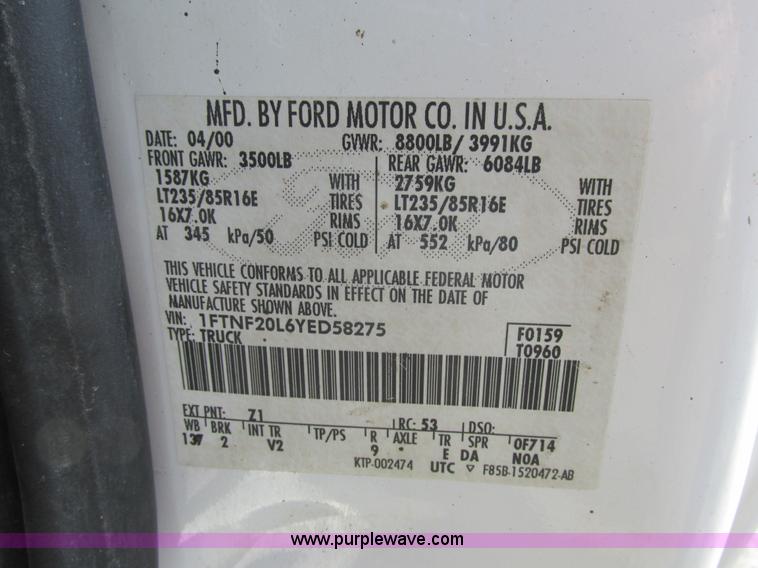 MFD. BY FORD MOTOR CO. IN U.S.A.
DATE: 04/00 GVWR: 8800LB/ 3991KG
FRONT GAWR: 3500LB REAR GAWR: 6084LB
1587KG WITH 2759KG WITH
LT235/85R16E TIRES LT235/85R16E TIRES
16X7.0K RIMS 16X7.0K RIMS
AT 345 kPa/50 PSI COLD AT 552 kPa/80 PSI COLD
THIS VEHICLE CONFORMS TO ALL APPLICABLE FEDERAL MOTOR
VEHICLE SAFETY STANDARDS IN EFFECT ON THE DATE OF
MANUFACTURE SHOWN ABOVE.
VIN: 1FTNF20L6YED58275 F0159
TYPE: TRUCK T0960
EXT PNT: Z1 RC: 53 DSO:
WB BRK INT TR TP/PS R AXLE TR SPR 0F714
137 2 V2 9 E DA N0A
KTP-002474 UTC ▽ F85B-1520472-AB
www.purplewave.com